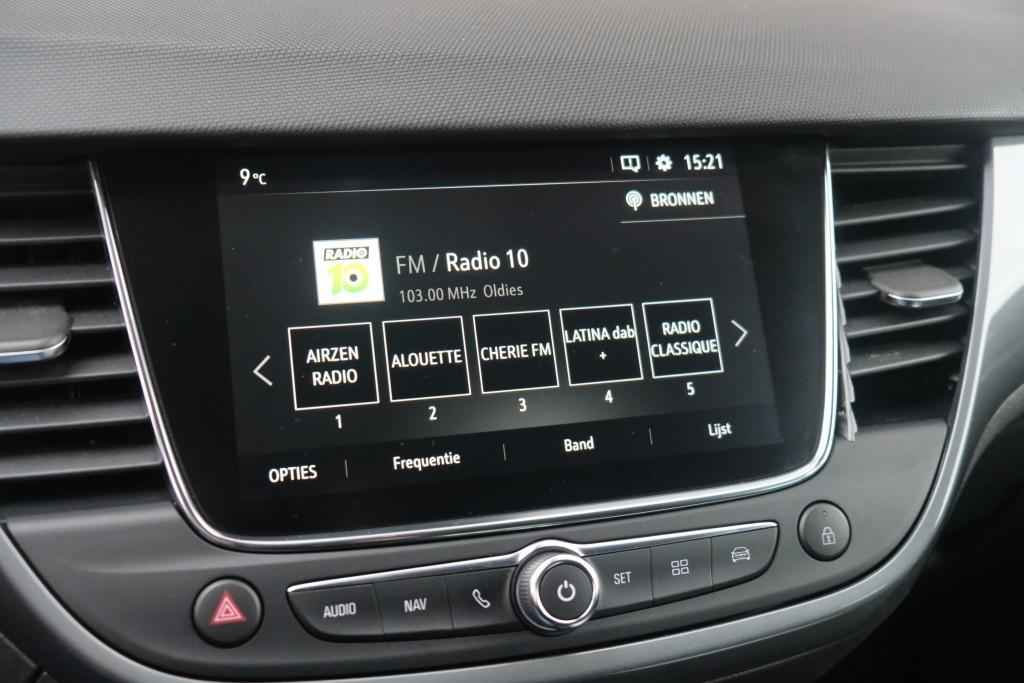 9°C
15:21
BRONNEN
RADIO
10
FM / Radio 10
103.00 MHz Oldies
AIRZEN
RADIO
ALOUETTE
CHERIE FM
LATINA dab
+
RADIO
CLASSIQUE
1
2
3
4
5
OPTIES
Frequentie
Band
Lijst
AUDIO
NAV
SET